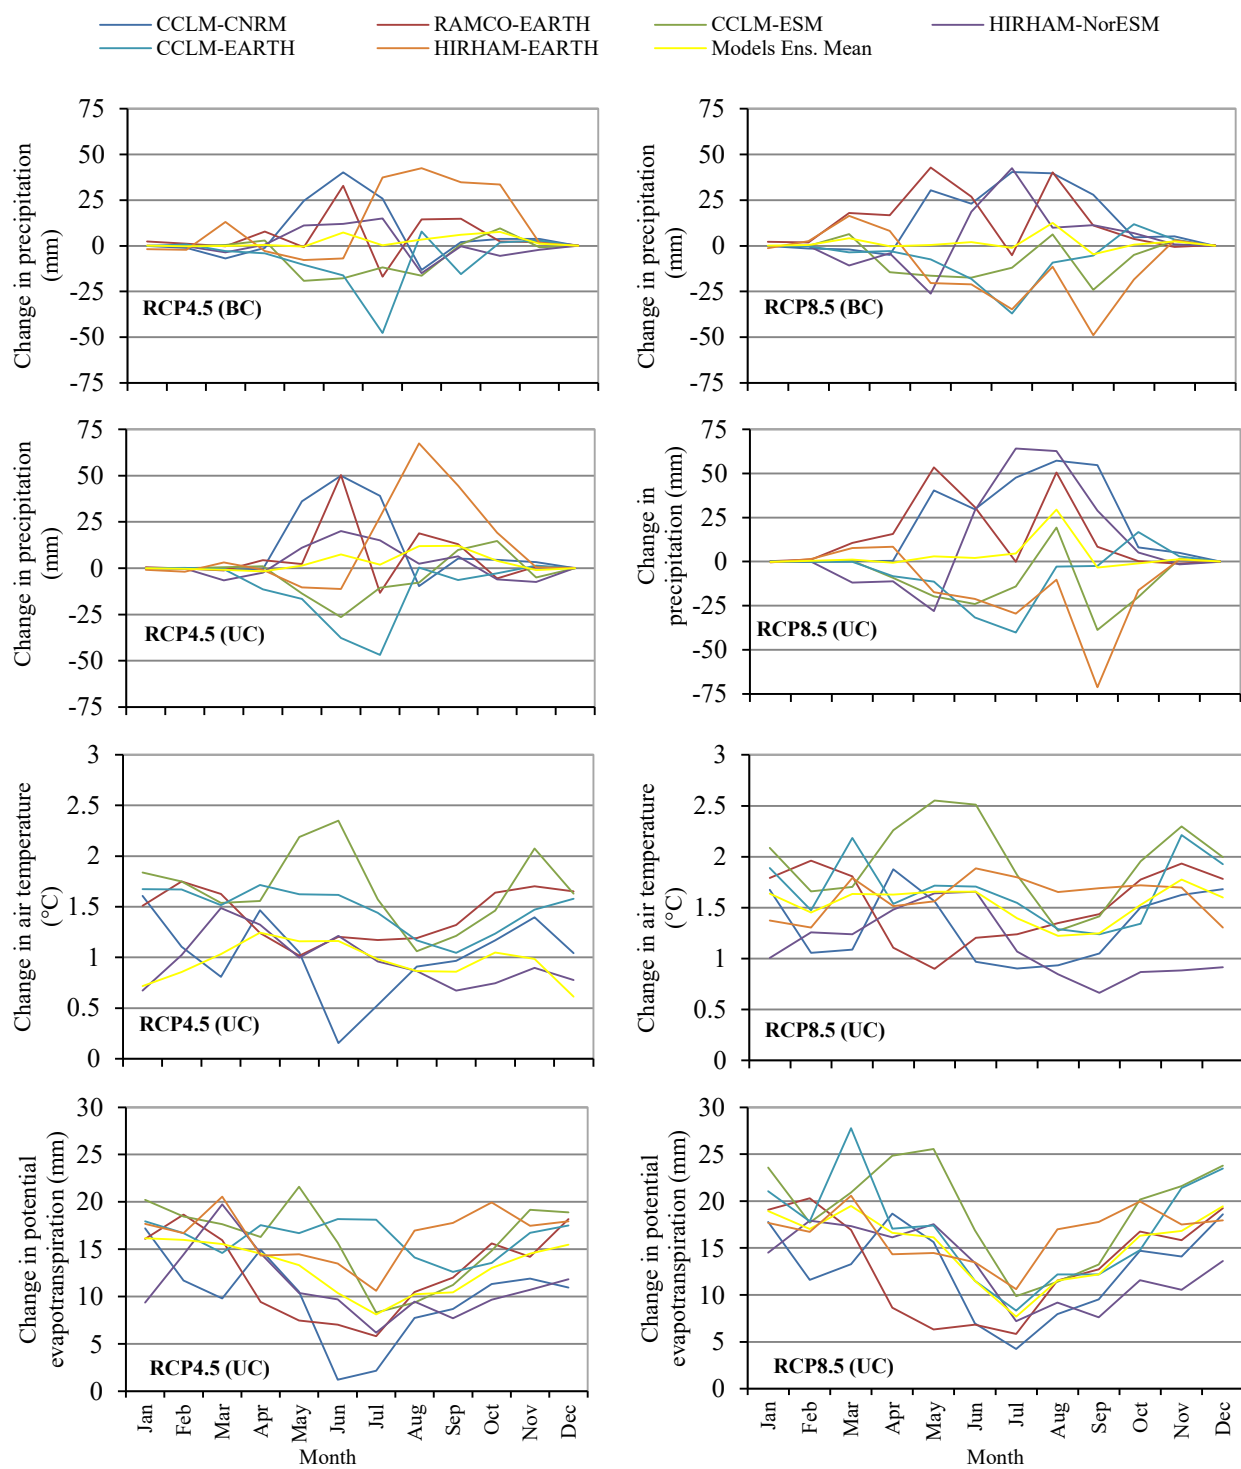 CCLM-CNRM RAMCO-EARTH CCLM-ESM HIRHAM-NorESM
CCLM-EARTH HIRHAM-EARTH Models Ens. Mean
Change in precipitation
(mm)
75
50
25
0
-25
-50
-75
RCP4.5 (BC)
Change in precipitation
(mm)
75
50
25
0
-25
-50
-75
RCP8.5 (BC)
Change in precipitation
(mm)
75
50
25
0
-25
-50
-75
RCP4.5 (UC)
Change in
precipitation (mm)
75
50
25
0
-25
-50
-75
RCP8.5 (UC)
Change in air temperature
(°C)
3
2.5
2
1.5
1
0.5
0
RCP4.5 (UC)
Change in air temperature
(°C)
3
2.5
2
1.5
1
0.5
0
RCP8.5 (UC)
Change in potential
evapotranspiration (mm)
30
25
20
15
10
5
0
RCP4.5 (UC)
Jan Feb Mar Apr May Jun Jul Aug Sep Oct Nov Dec
Month
Change in potential
evapotranspiration (mm)
30
25
20
15
10
5
0
RCP8.5 (UC)
Jan Feb Mar Apr May Jun Jul Aug Sep Oct Nov Dec
Month